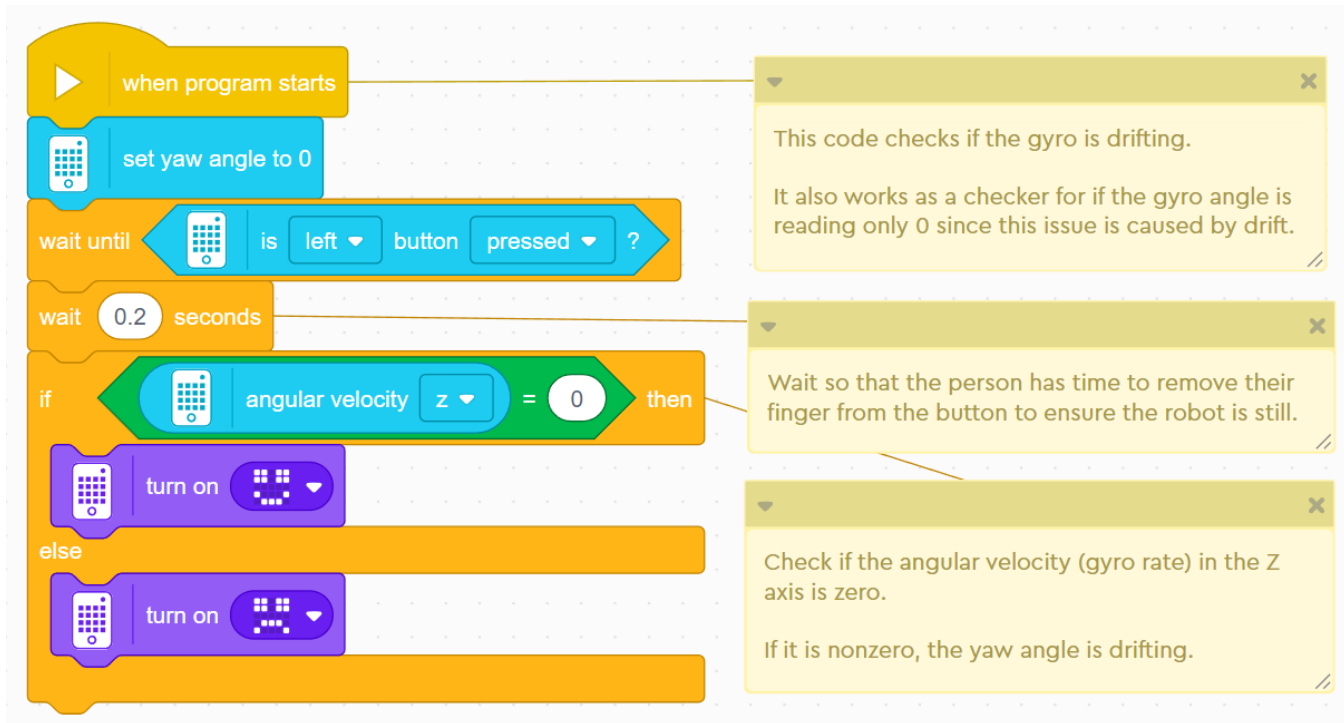 when program starts
set yaw angle to 0
wait until is left button pressed ?
wait 0.2 seconds
if angular velocity z = 0 then
turn on
else
turn on
This code checks if the gyro is drifting.
It also works as a checker for if the gyro angle is
reading only 0 since this issue is caused by drift.
Wait so that the person has time to remove their
finger from the button to ensure the robot is still.
Check if the angular velocity (gyro rate) in the Z
axis is zero.
If it is nonzero, the yaw angle is drifting.